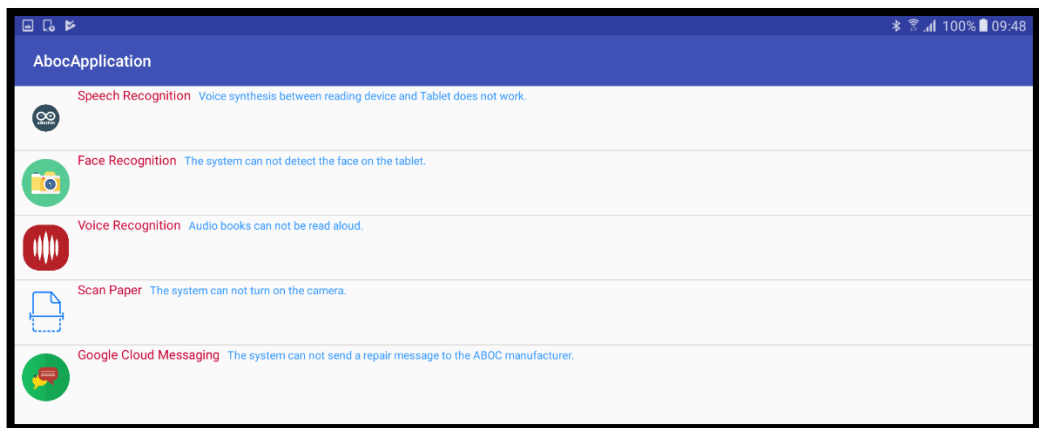 100% 09:48
AbocApplication
Speech Recognition Voice synthesis between reading device and Tablet does not work.
Face Recognition The system can not detect the face on the tablet.
Voice Recognition Audio books can not be read aloud.
Scan Paper The system can not turn on the camera.
Google Cloud Messaging The system can not send a repair message to the ABOC manufacturer.